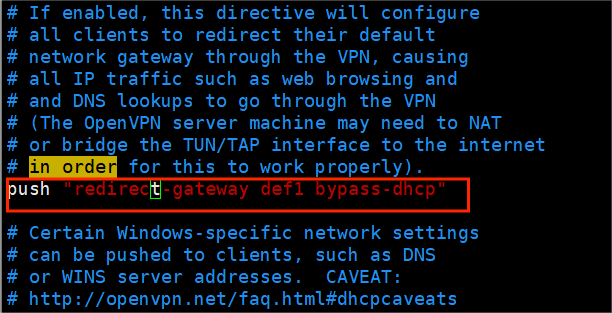 # If enabled, this directive will configure
# all clients to redirect their default
# network gateway through the VPN, causing
# all IP traffic such as web browsing and
# and DNS lookups to go through the VPN
# (The OpenVPN server machine may need to NAT
# or bridge the TUN/TAP interface to the internet
# in order for this to work properly).
push "redirect-gateway def1 bypass-dhcp"
# Certain Windows-specific network settings
# can be pushed to clients, such as DNS
# or WINS server addresses.  CAVEAT:
# http://openvpn.net/faq.html#dhcpcaveats